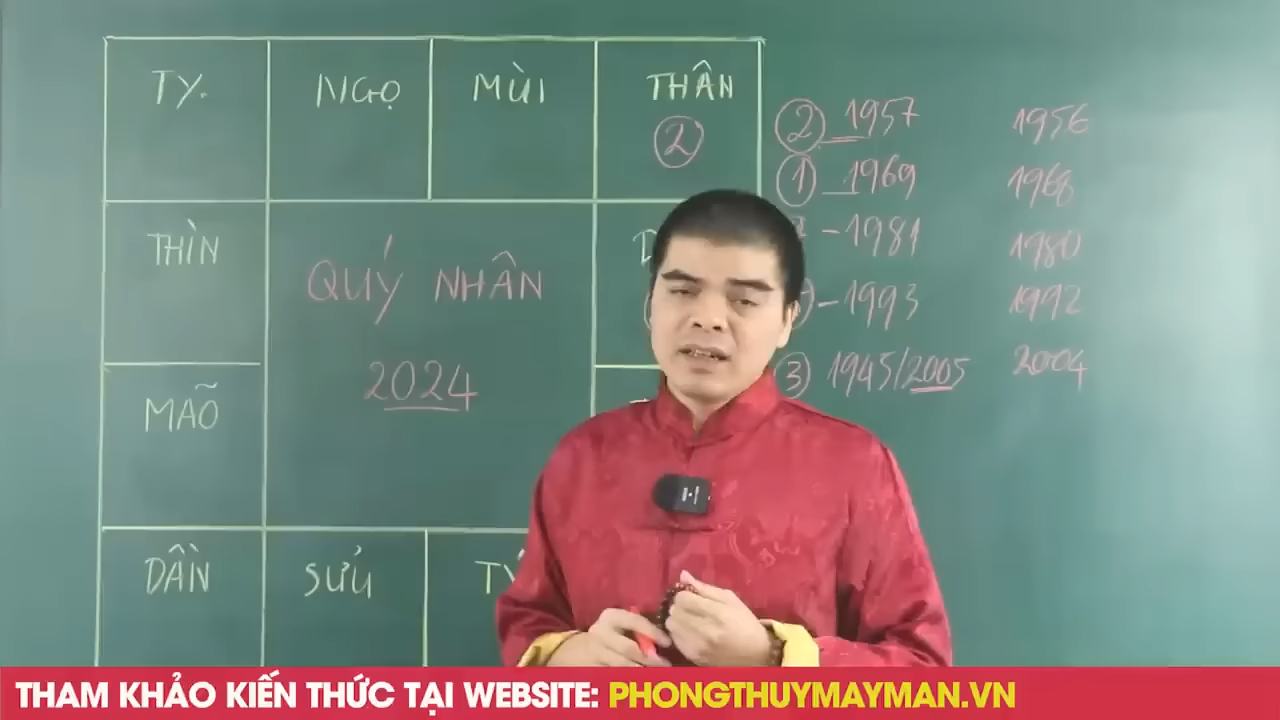 TỴ.
NGỌ
MÙI
THÂN
②
THÌN
QUÝ NHÂN
2024
MÃO
DẦN
SỬU
② 1957
① 1969
-1981
-1993
③ 1945/2005
1956
1968
1980
1992
2004
THAM KHẢO KIẾN THỨC TẠI WEBSITE: PHONGTHUYMAYMAN.VN